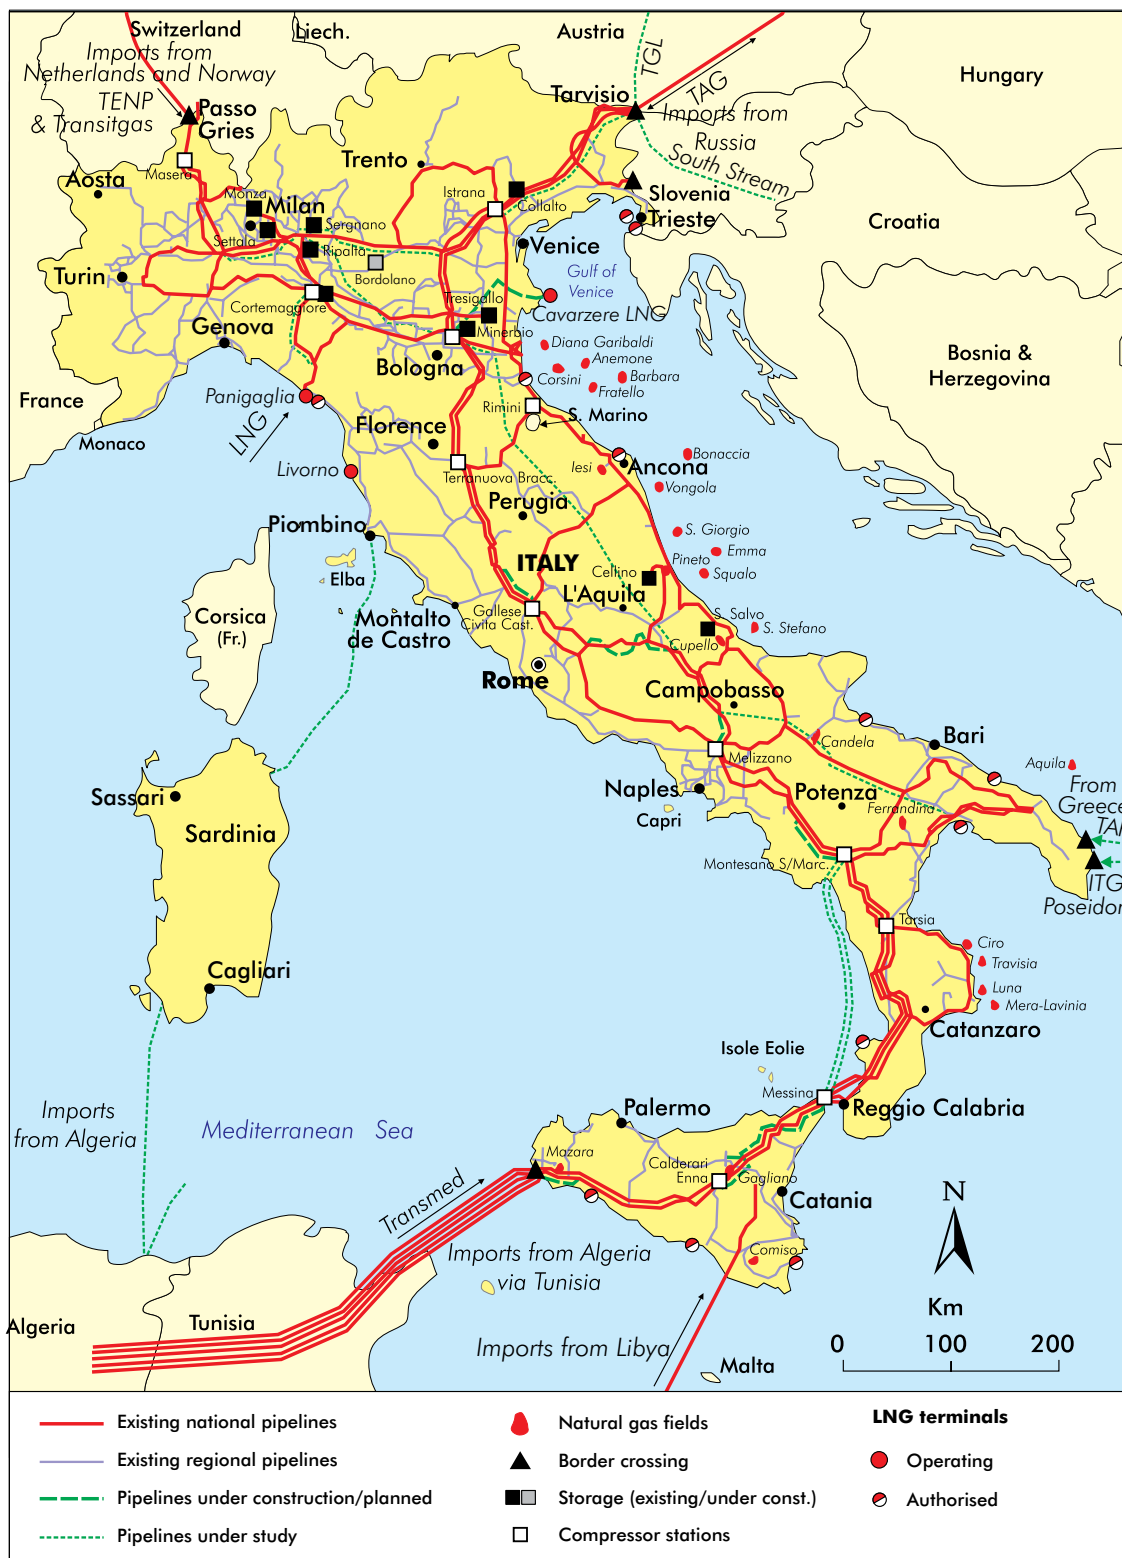 Switzerland
Liech.
Austria
Hungary
Imports from
Netherlands and Norway
TENP
& Transitgas
Passo
Gries
TGL
TAG
Tarvisio
Imports from
Russia
South Stream
Masera
Aosta
Trento
Istrana
Collalto
Slovenia
Trieste
Croatia
Monza
Milan
Sergnano
Settala
Ripalta
Bordolano
Venice
Turin
Gulf of
Venice
Cortemaggiore
Tresigallo
Cavarzere LNG
Genova
Minerbio
Bologna
Diana Garibaldi
Anemone
Corsini
Barbara
Fratello
Bosnia &
Herzegovina
France
Monaco
Panigaglia
LNG
Rimini
S. Marino
Florence
Livorno
Terranuova Bracc.
Iesi
Ancona
Bonaccia
Vongola
Perugia
Piombino
S. Giorgio
Emma
Pineto
Squalo
Elba
ITALY
Cellino
L'Aquila
Corsica
(Fr.)
Montalto
de Castro
Gallese
Civita Cast.
S. Salvo
S. Stefano
Cupello
Rome
Campobasso
Candela
Bari
Melizzano
Aquila
From
Greece
TAP
Sassari
Naples
Capri
Potenza
Ferrandina
Sardinia
Montesano S/Marc.
ITG
Poseidon
Tarsia
Ciro
Travisia
Luna
Mera-Lavinia
Cagliari
Catanzaro
Isole Eolie
Messina
Reggio Calabria
Imports
from Algeria
Mediterranean Sea
Palermo
Mazara
Calderari
Enna
Gagliano
Catania
Transmed
Comiso
Imports from Algeria
via Tunisia
N
Algeria
Tunisia
Imports from Libya
Malta
Km
0 100 200
Existing national pipelines
Existing regional pipelines
Pipelines under construction/planned
Pipelines under study
Natural gas fields
Border crossing
Storage (existing/under const.)
Compressor stations
LNG terminals
Operating
Authorised